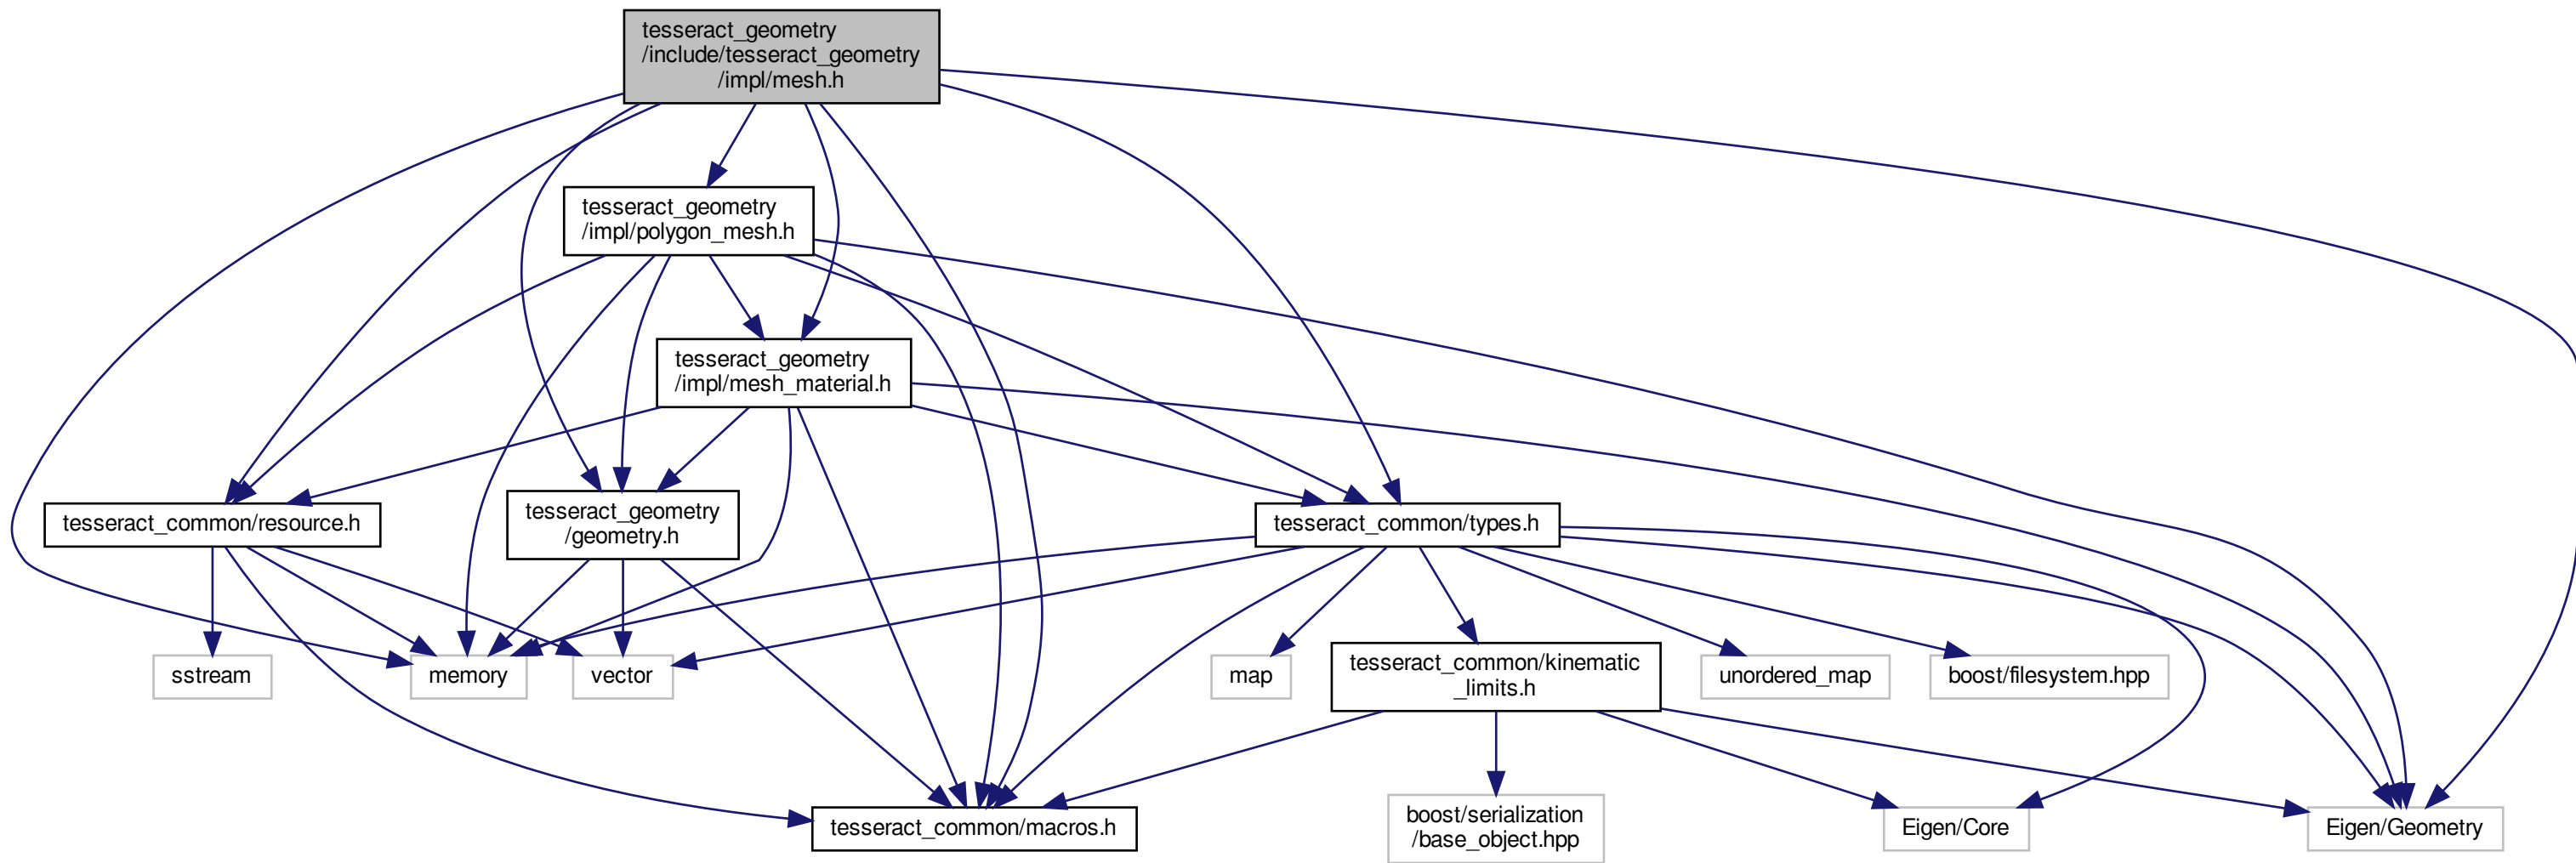 tesseract_geometry
/include/tesseract_geometry
/impl/mesh.h
tesseract_geometry
/impl/polygon_mesh.h
tesseract_geometry
/impl/mesh_material.h
tesseract_common/resource.h
tesseract_geometry
/geometry.h
tesseract_common/types.h
sstream
memory
vector
map
tesseract_common/kinematic
_limits.h
unordered_map
boost/filesystem.hpp
tesseract_common/macros.h
boost/serialization
/base_object.hpp
Eigen/Core
Eigen/Geometry